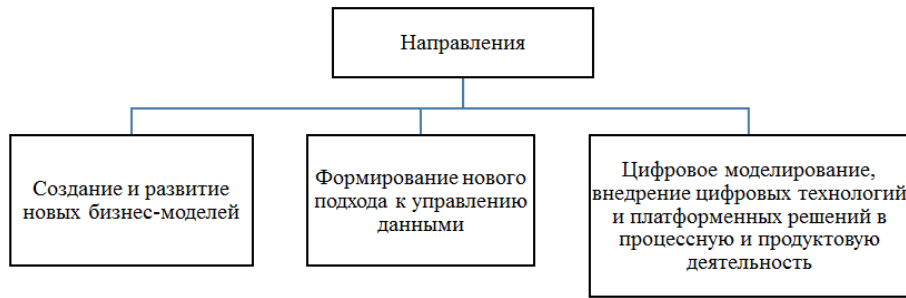 Направления
Создание и развитие
новых бизнес-моделей
Формирование нового
подхода к управлению
данными
Цифровое моделирование,
внедрение цифровых технологий
и платформенных решений в
процессную и продуктовую
деятельность